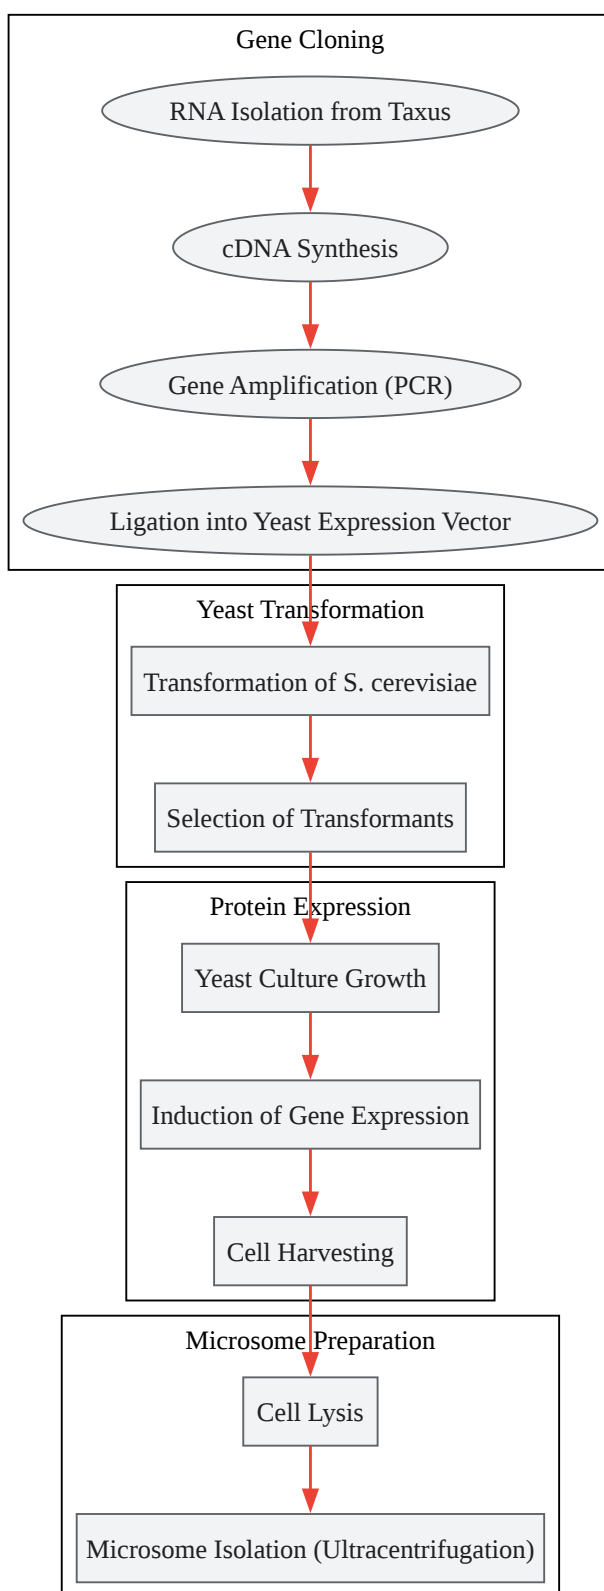 Gene Cloning
RNA Isolation from Taxus
cDNA Synthesis
Gene Amplification (PCR)
Ligation into Yeast Expression Vector
Yeast Transformation
Transformation of S. cerevisiae
Selection of Transformants
Protein Expression
Yeast Culture Growth
Induction of Gene Expression
Cell Harvesting
Microsome Preparation
Cell Lysis
Microsome Isolation (Ultracentrifugation)